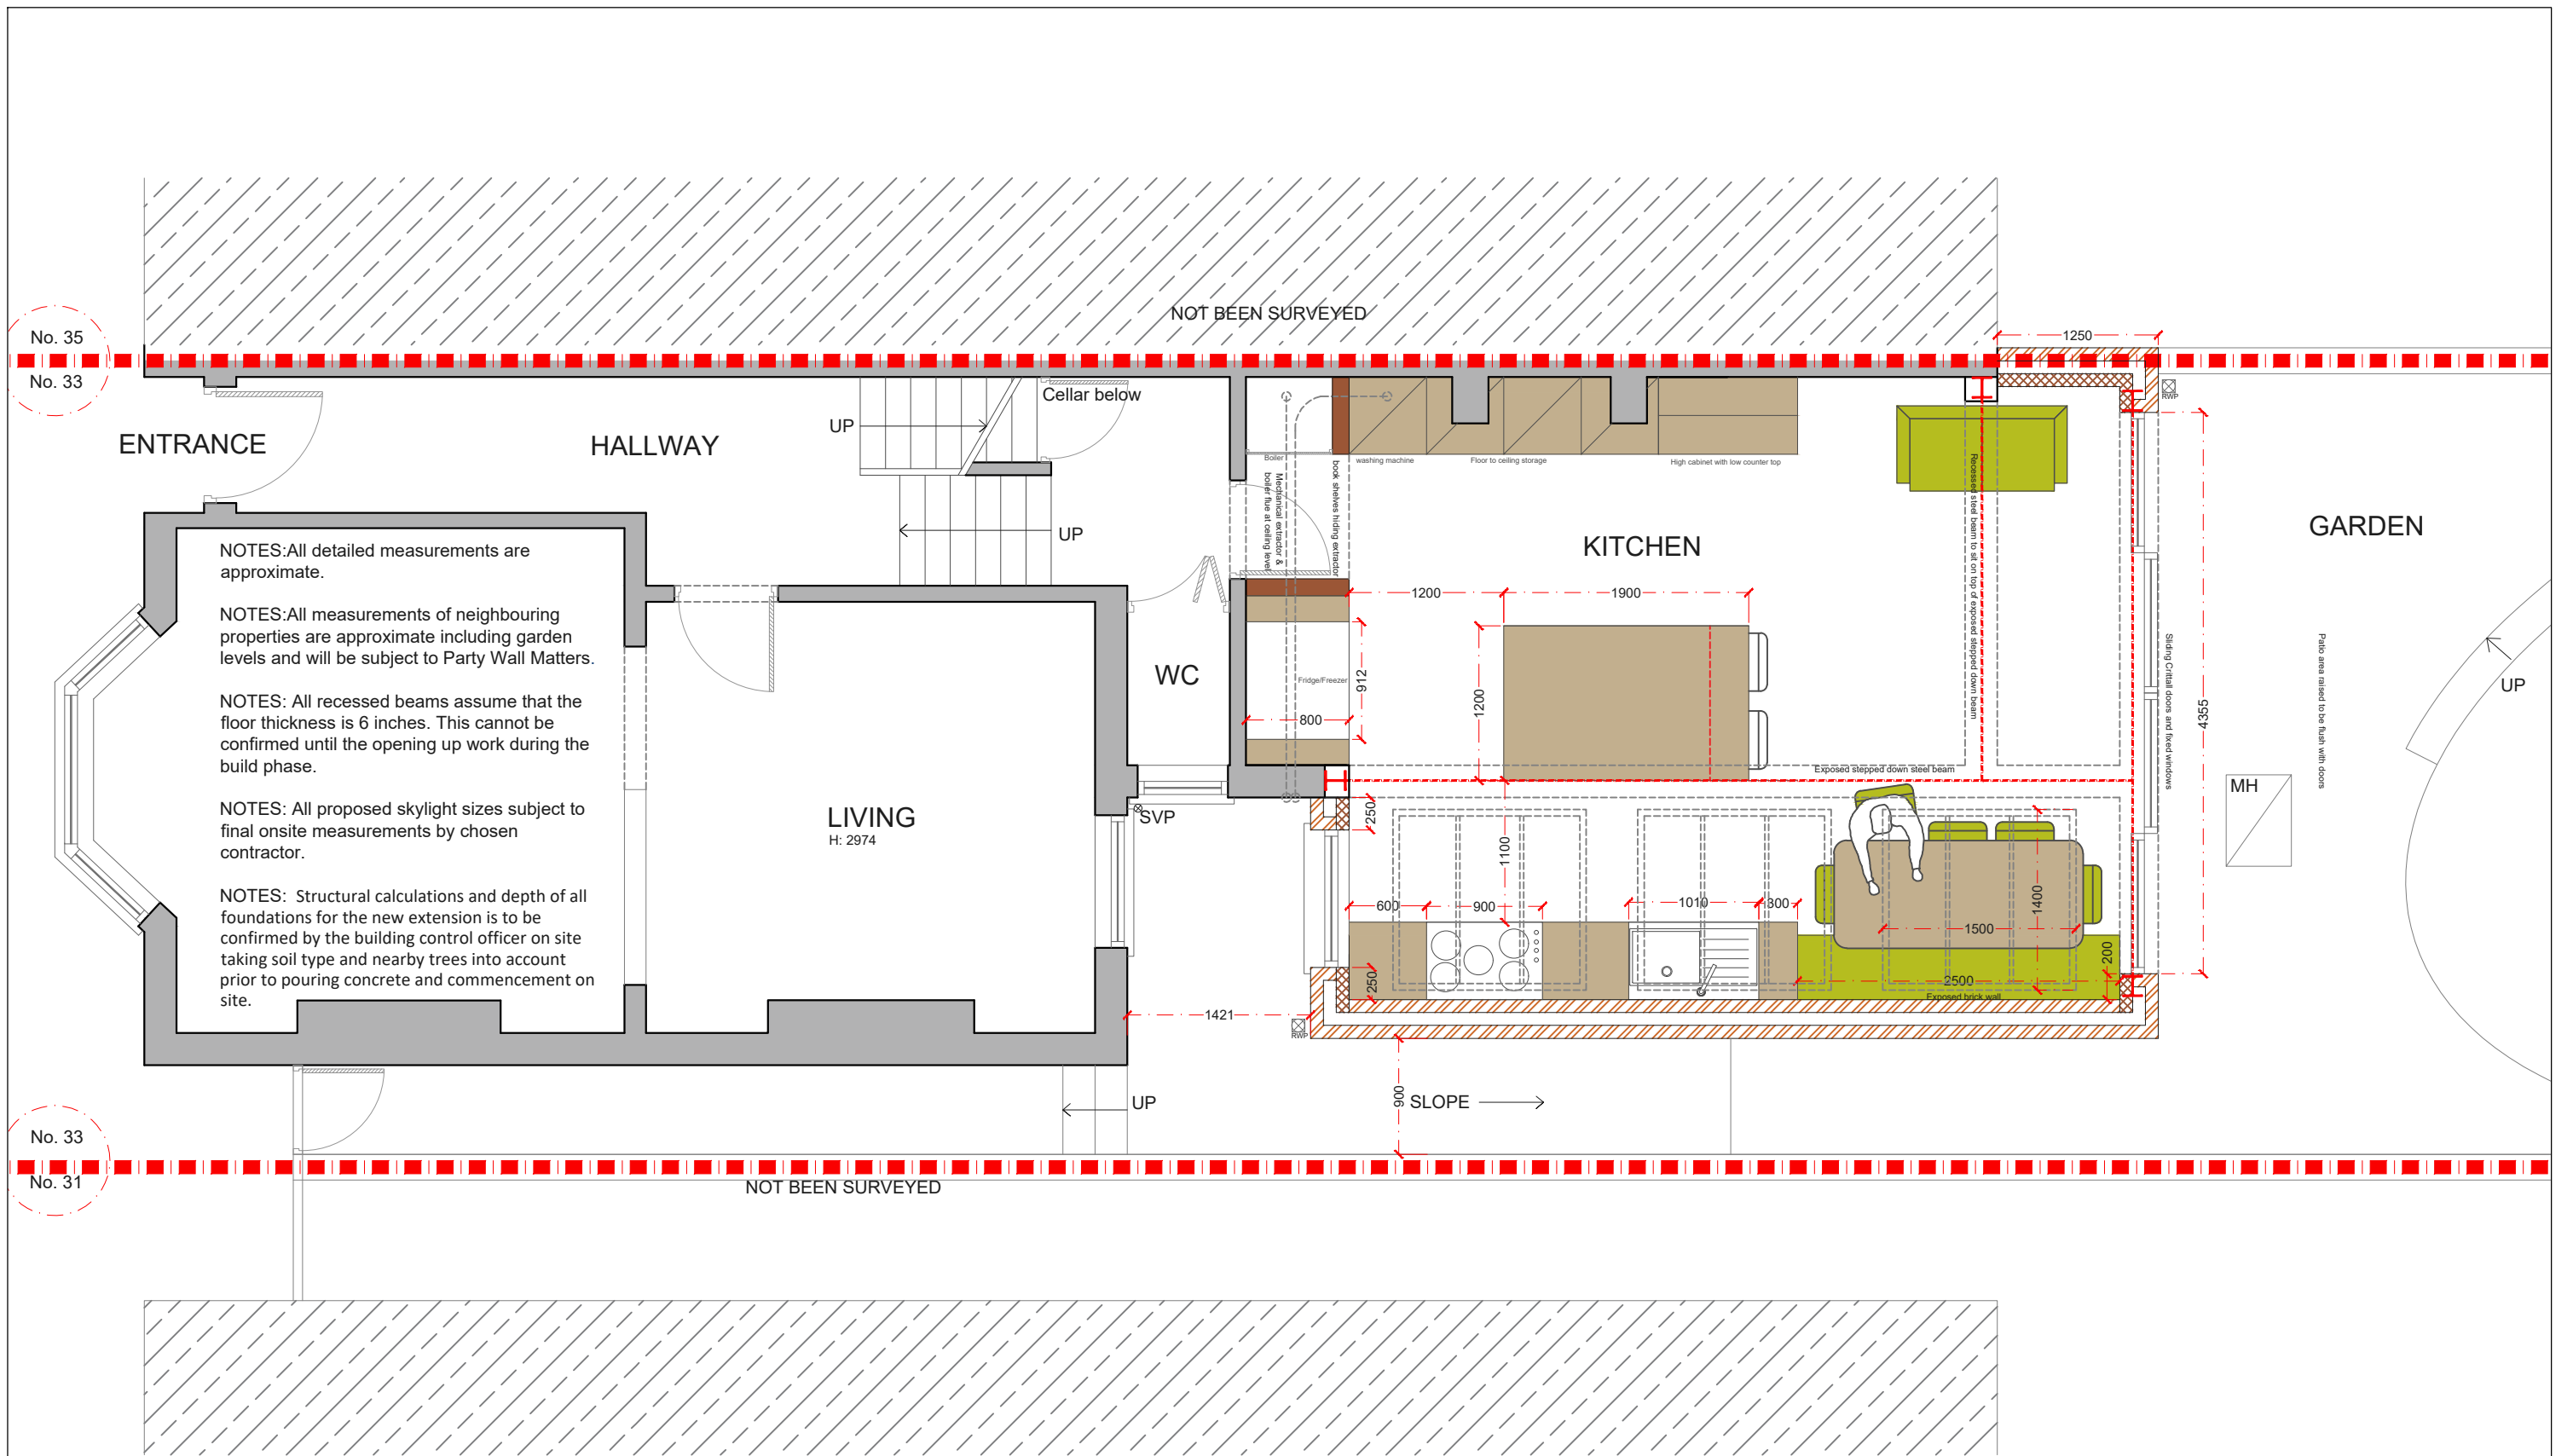 No. 35
No. 33
ENTRANCE
HALLWAY
UP
UP
Cellar below
NOT BEEN SURVEYED
1250
RWP
Boiler
Mechanical extractor &
boiler flue at ceiling level
book shelves hiding extractor
washing machine
Floor to ceiling storage
High cabinet with low counter top
KITCHEN
Recessed steel beam to sit on top of exposed stepped down beam
GARDEN
UP
Sliding Crittall doors and fixed windows
4355
Patio area raised to be flush with doors
MH
NOTES:All detailed measurements are
approximate.
NOTES:All measurements of neighbouring
properties are approximate including garden
levels and will be subject to Party Wall Matters.
NOTES: All recessed beams assume that the
floor thickness is 6 inches. This cannot be
confirmed until the opening up work during the
build phase.
NOTES: All proposed skylight sizes subject to
final onsite measurements by chosen
contractor.
NOTES: Structural calculations and depth of all
foundations for the new extension is to be
confirmed by the building control officer on site
taking soil type and nearby trees into account
prior to pouring concrete and commencement on
site.
LIVING
H: 2974
WC
SVP
Fridge/Freezer
912
800
1200
1900
1200
Exposed stepped down steel beam
250
1100
600
900
1010
300
1400
1500
200
2500
250
Exposed brick wall
1421
RWP
900
SLOPE
UP
No. 33
No. 31
NOT BEEN SURVEYED